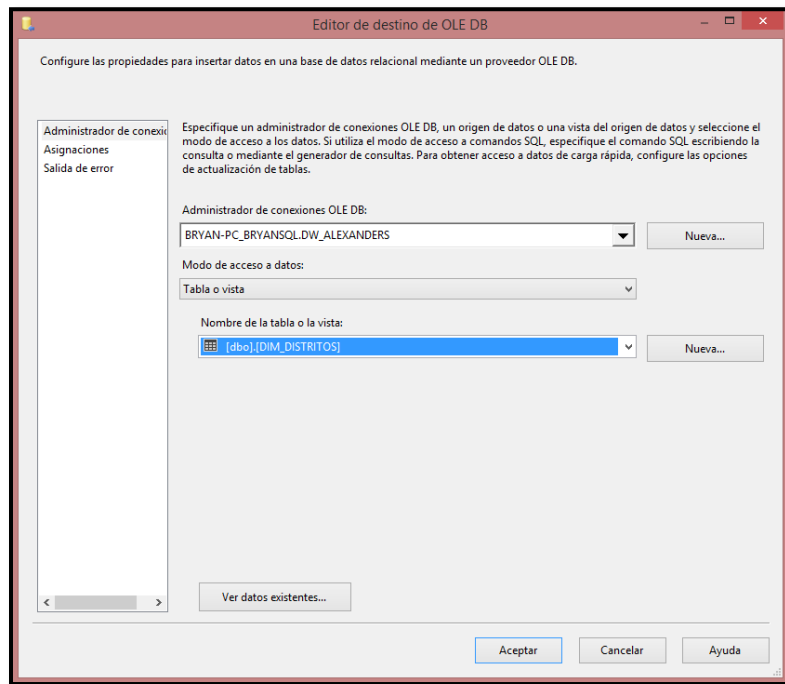 Editor de destino de OLE DB
Configure las propiedades para insertar datos en una base de datos relacional mediante un proveedor OLE DB.
Administrador de conexic
Asignaciones
Salida de error
Especifique un administrador de conexiones OLE DB, un origen de datos o una vista del origen de datos y seleccione el
modo de acceso a los datos. Si utiliza el modo de acceso a comandos SQL, especifique el comando SQL escribiendo la
consulta o mediante el generador de consultas. Para obtener acceso a datos de carga rápida, configure las opciones
de actualización de tablas.
Administrador de conexiones OLE DB:
BRYAN-PC_BRYANSQL.DW_ALEXANDERS
Nueva...
Modo de acceso a datos:
Tabla o vista
Nombre de la tabla o la vista:
[dbo].[DIM_DISTRITOS]
Nueva...
Ver datos existentes...
Aceptar
Cancelar
Ayuda